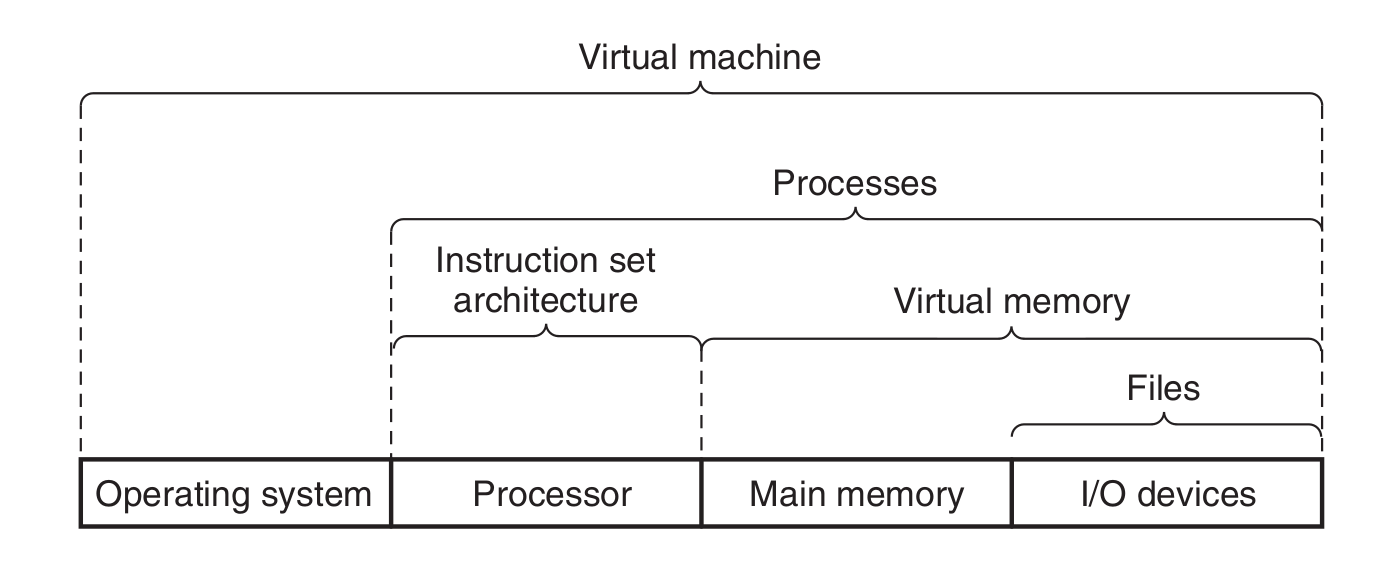 Virtual machine
Processes
Instruction set
architecture
Virtual memory
Files
Operating system
Processor
Main memory
I/O devices